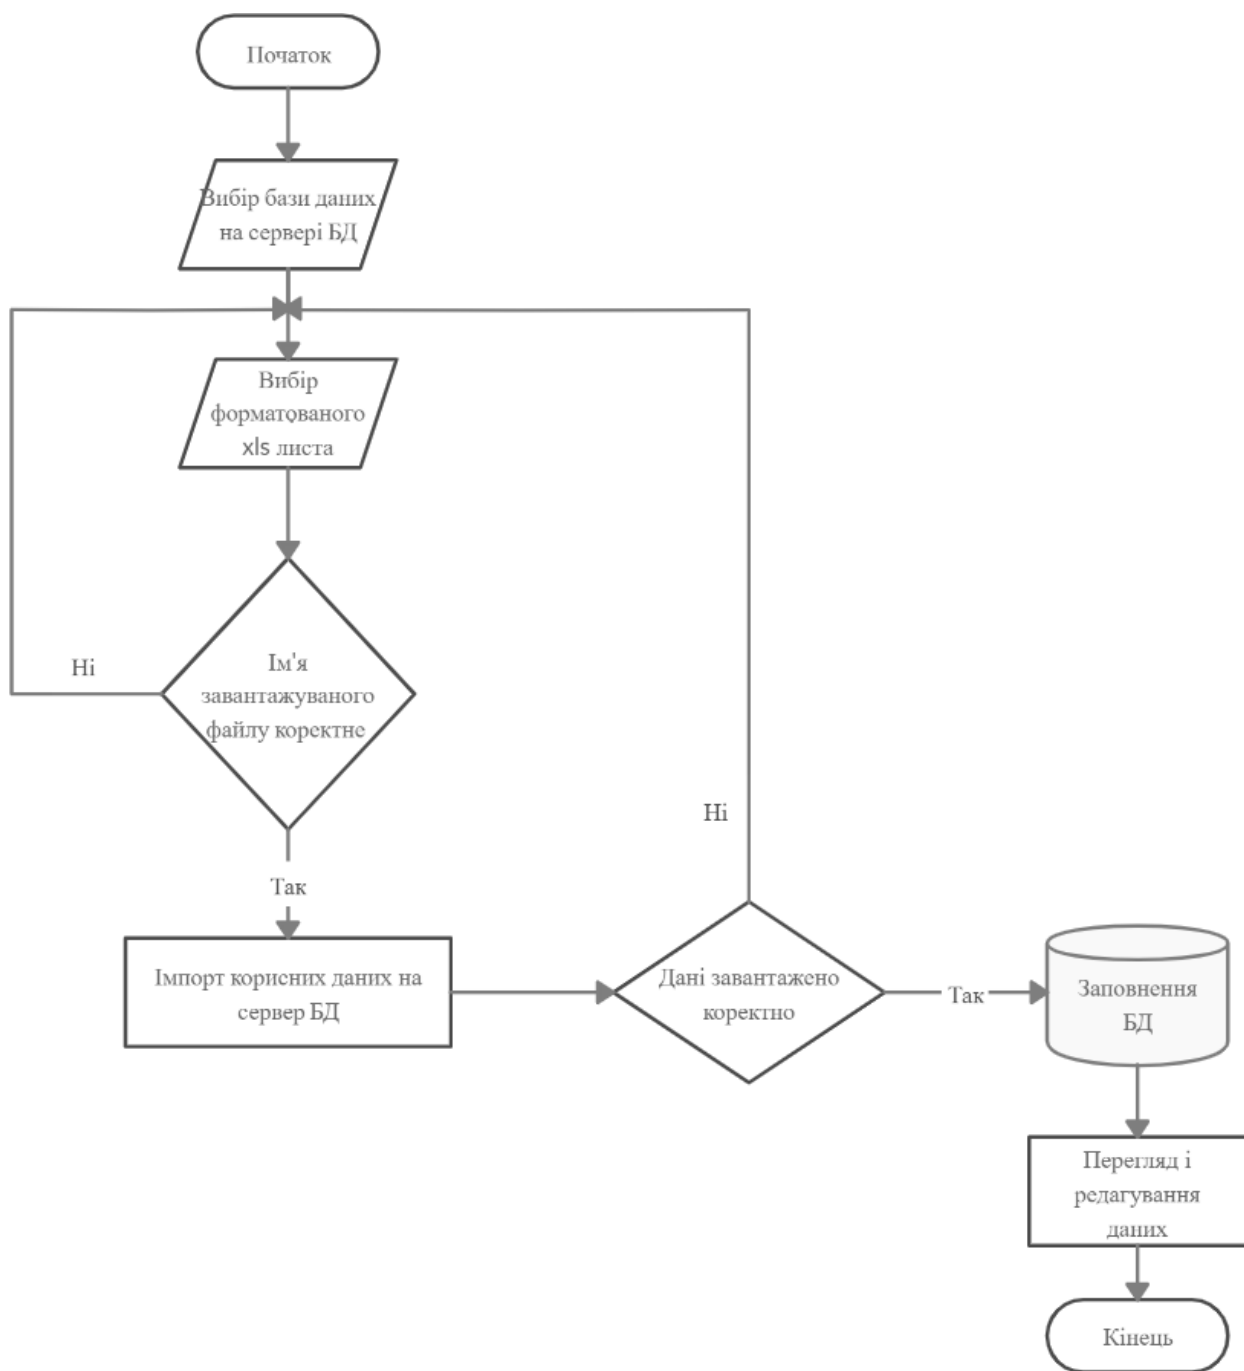 Початок
Вибір бази даних
на сервері БД
Вибір
форматованого
xls листа
Ні
Ім'я
завантажуваного
файлу коректне
Ні
Так
Імпорт корисних даних на
сервер БД
Дані завантажено
коректно
Так
Заповнення
БД
Перегляд і
редагування
даних
Кінець